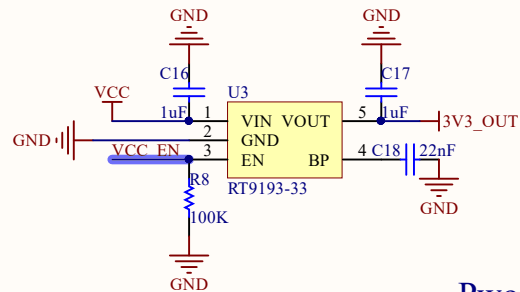 GND
GND
C16
C17
U3
VCC
1uF
1
VIN
VOUT
5
1uF
3V3_OUT
GND
2
GND
VCC_EN
3
EN
BP
4
C18
22nF
R8
RT9193-33
100K
GND
GND